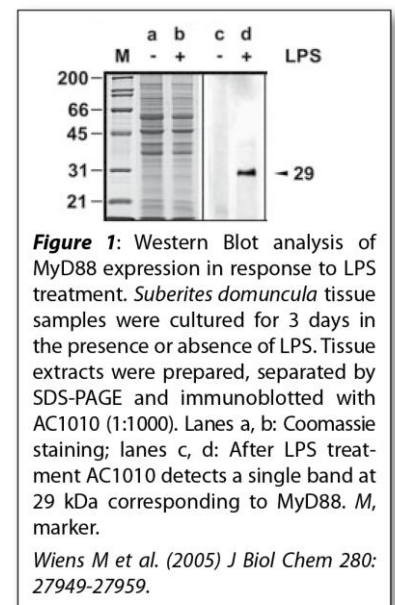 a b c d
M - + - + LPS
200
66
45
31
21
29
Figure 1: Western Blot analysis of
MyD88 expression in response to LPS
treatment. Suberites domuncula tissue
samples were cultured for 3 days in
the presence or absence of LPS. Tissue
extracts were prepared, separated by
SDS-PAGE and immunoblotted with
AC1010 (1:1000). Lanes a, b: Coomassie
staining; lanes c, d: After LPS treat-
ment AC1010 detects a single band at
29 kDa corresponding to MyD88. M,
marker.
Wiens M et al. (2005) J Biol Chem 280:
27949-27959.